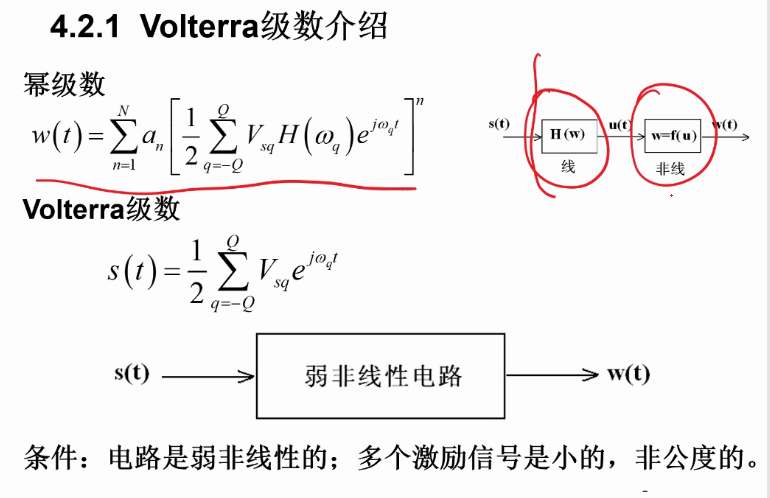 4.2.1 Volterra级数介绍
幂级数
w(t) = \sum_{n=1}^{N} a_n \left[ \frac{1}{2} \sum_{q=-Q}^{Q} V_{sq} H(\omega_q) e^{j\omega_q t} \right]^n
s(t) H(w) u(t) w=f(u) w(t)
线 非线
Volterra级数
s(t) = \frac{1}{2} \sum_{q=-Q}^{Q} V_{sq} e^{j\omega_q t}
s(t) 弱非线性电路 w(t)
条件：电路是弱非线性的；多个激励信号是小的，非公度的。